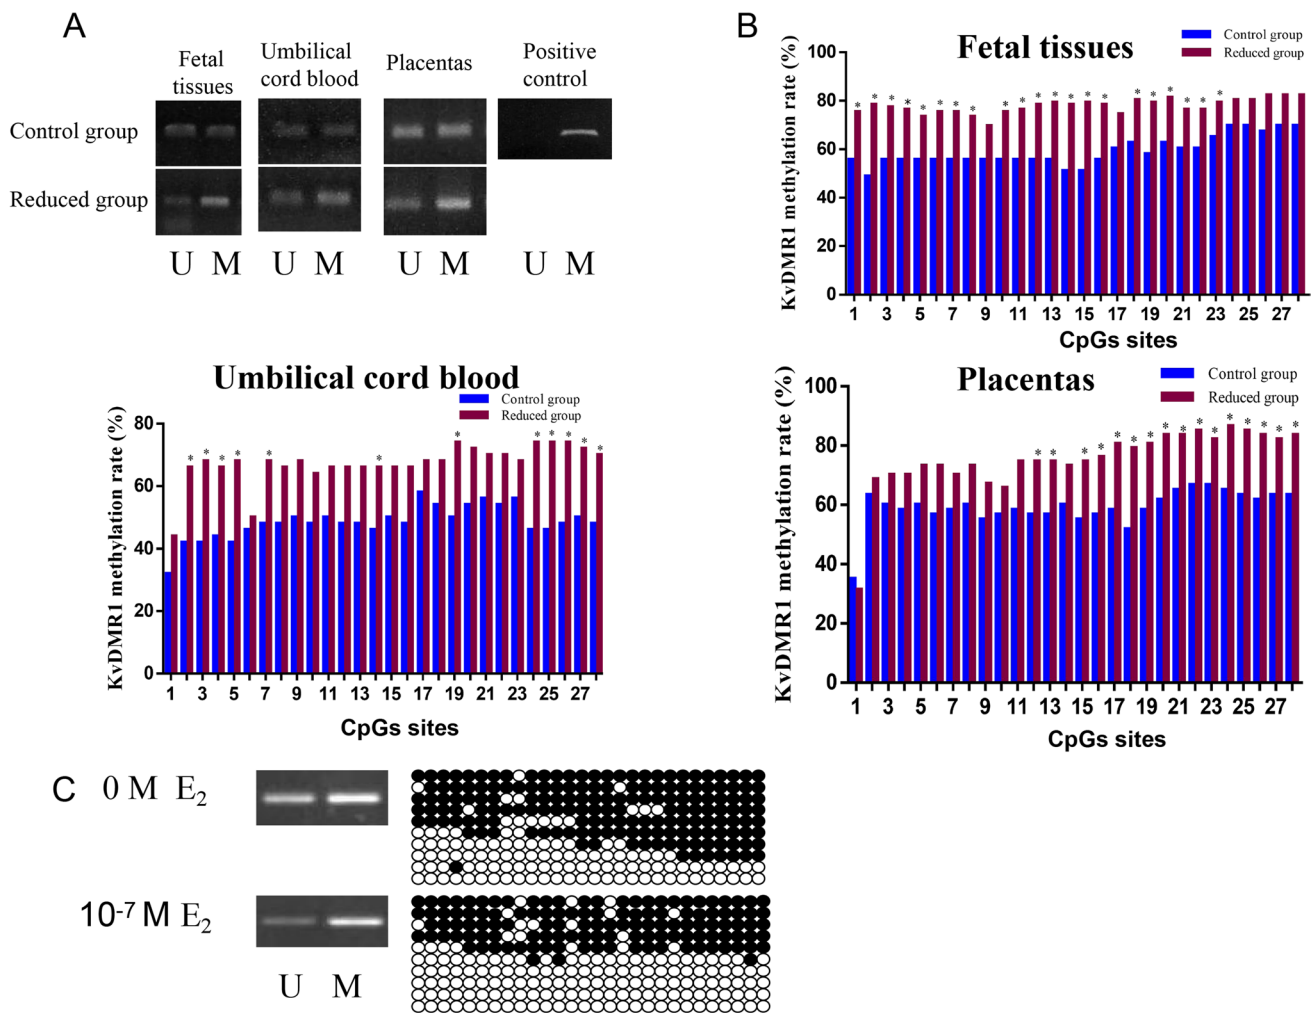 A
Fetal
tissues
Umbilical
cord blood
Placentas
Positive
control
Control group
Reduced group
U M U M U M U M
B
Fetal tissues
Control group
Reduced group
KvDMR1 methylation rate (%)
100
80
60
40
20
0
1 3 5 7 9 11 13 15 17 19 21 23 25 27
* * * * * * * * * * * * * * * * * * * * *
CpGs sites
Umbilical cord blood
Control group
Reduced group
KvDMR1 methylation rate (%)
80
60
40
20
0
1 3 5 7 9 11 13 15 17 19 21 23 25 27
* * * * * * * * * * * *
CpGs sites
Placentas
Control group
Reduced group
KvDMR1 methylation rate (%)
100
80
60
40
20
0
1 3 5 7 9 11 13 15 17 19 21 23 25 27
* * * * * * * * * * * * * * * *
CpGs sites
C
0 M E2
10-7 M E2
U M